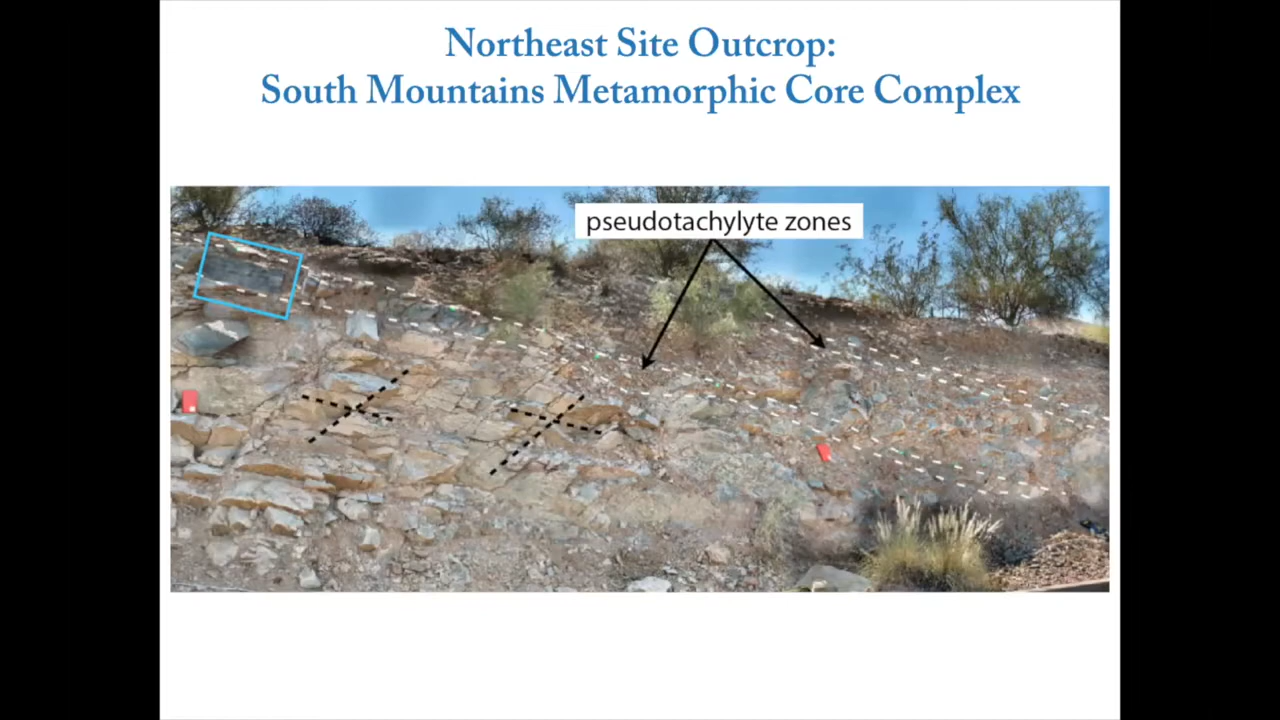 Northeast Site Outcrop:
South Mountains Metamorphic Core Complex
pseudotachylyte zones